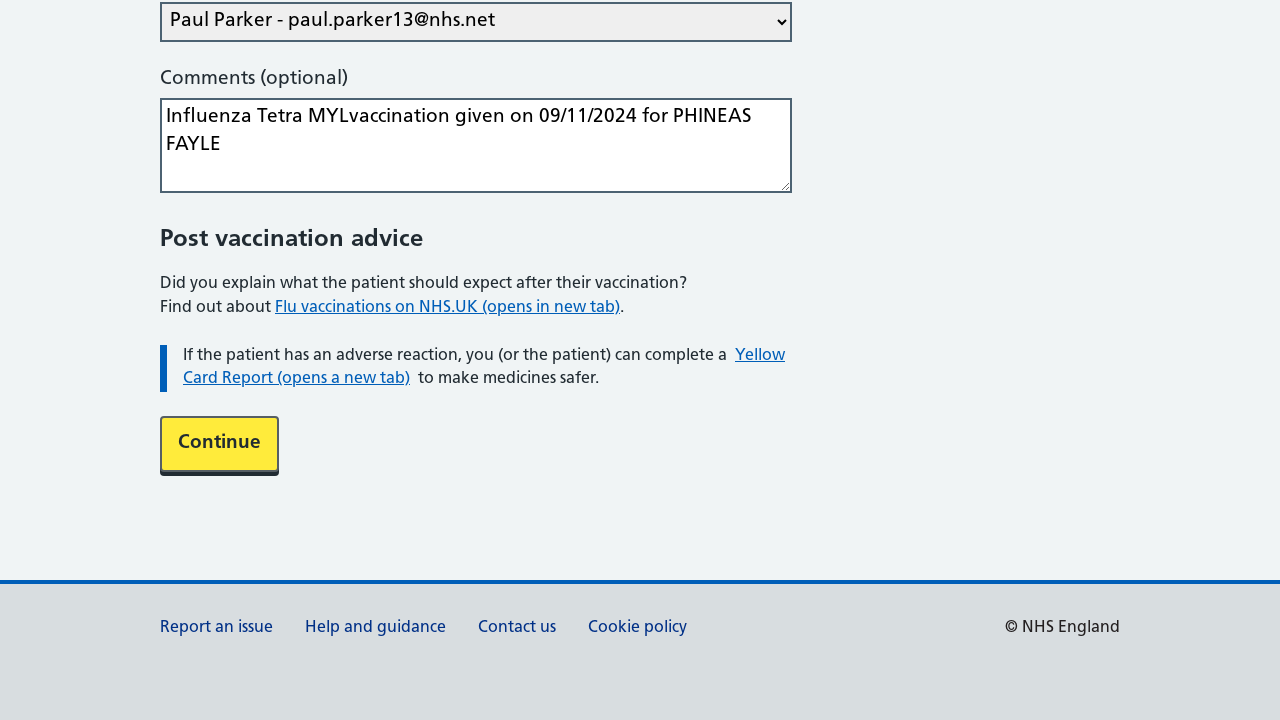 Paul Parker - paul.parker13@nhs.net
Comments (optional)
Influenza Tetra MYLvaccination given on 09/11/2024 for PHINEAS
FAYLE
Post vaccination advice
Did you explain what the patient should expect after their vaccination?
Find out about Flu vaccinations on NHS.UK (opens in new tab).
If the patient has an adverse reaction, you (or the patient) can complete a Yellow
Card Report (opens a new tab) to make medicines safer.
Continue
Report an issue Help and guidance Contact us Cookie policy © NHS England